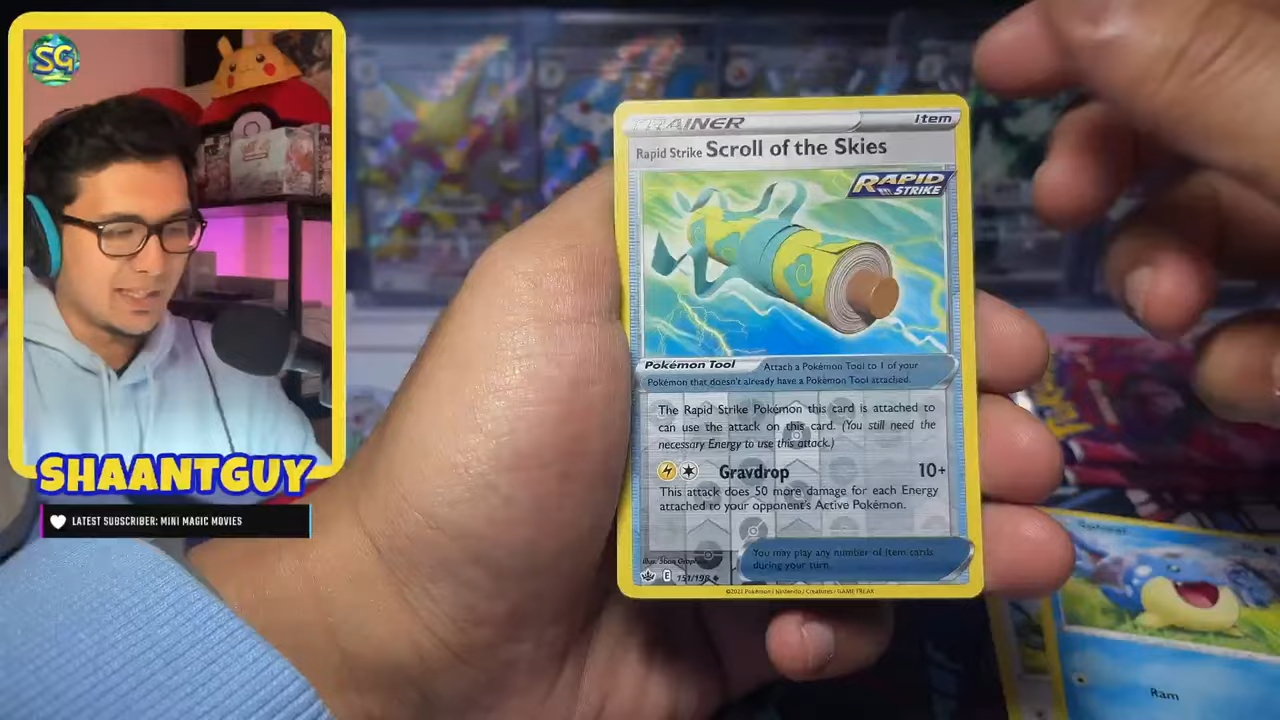 SG
SHAANTGUY
LATEST SUBSCRIBER: MINI MAGIC MOVIES
TRAINER
Item
Rapid Strike Scroll of the Skies
RAPID
STRIKE
Pokémon Tool
Attach a Pokémon Tool to 1 of your
Pokémon that doesn't already have a Pokémon Tool attached.
The Rapid Strike Pokémon this card is attached to
can use the attack on this card. (You still need the
necessary Energy to use this attack.)
Gravdrop 10+
This attack does 50 more damage for each Energy
attached to your opponent's Active Pokémon.
You may play any number of Item cards
during your turn.
E 151/198
©2021 Pokémon / Nintendo / Creatures / GAME FREAK
Ram